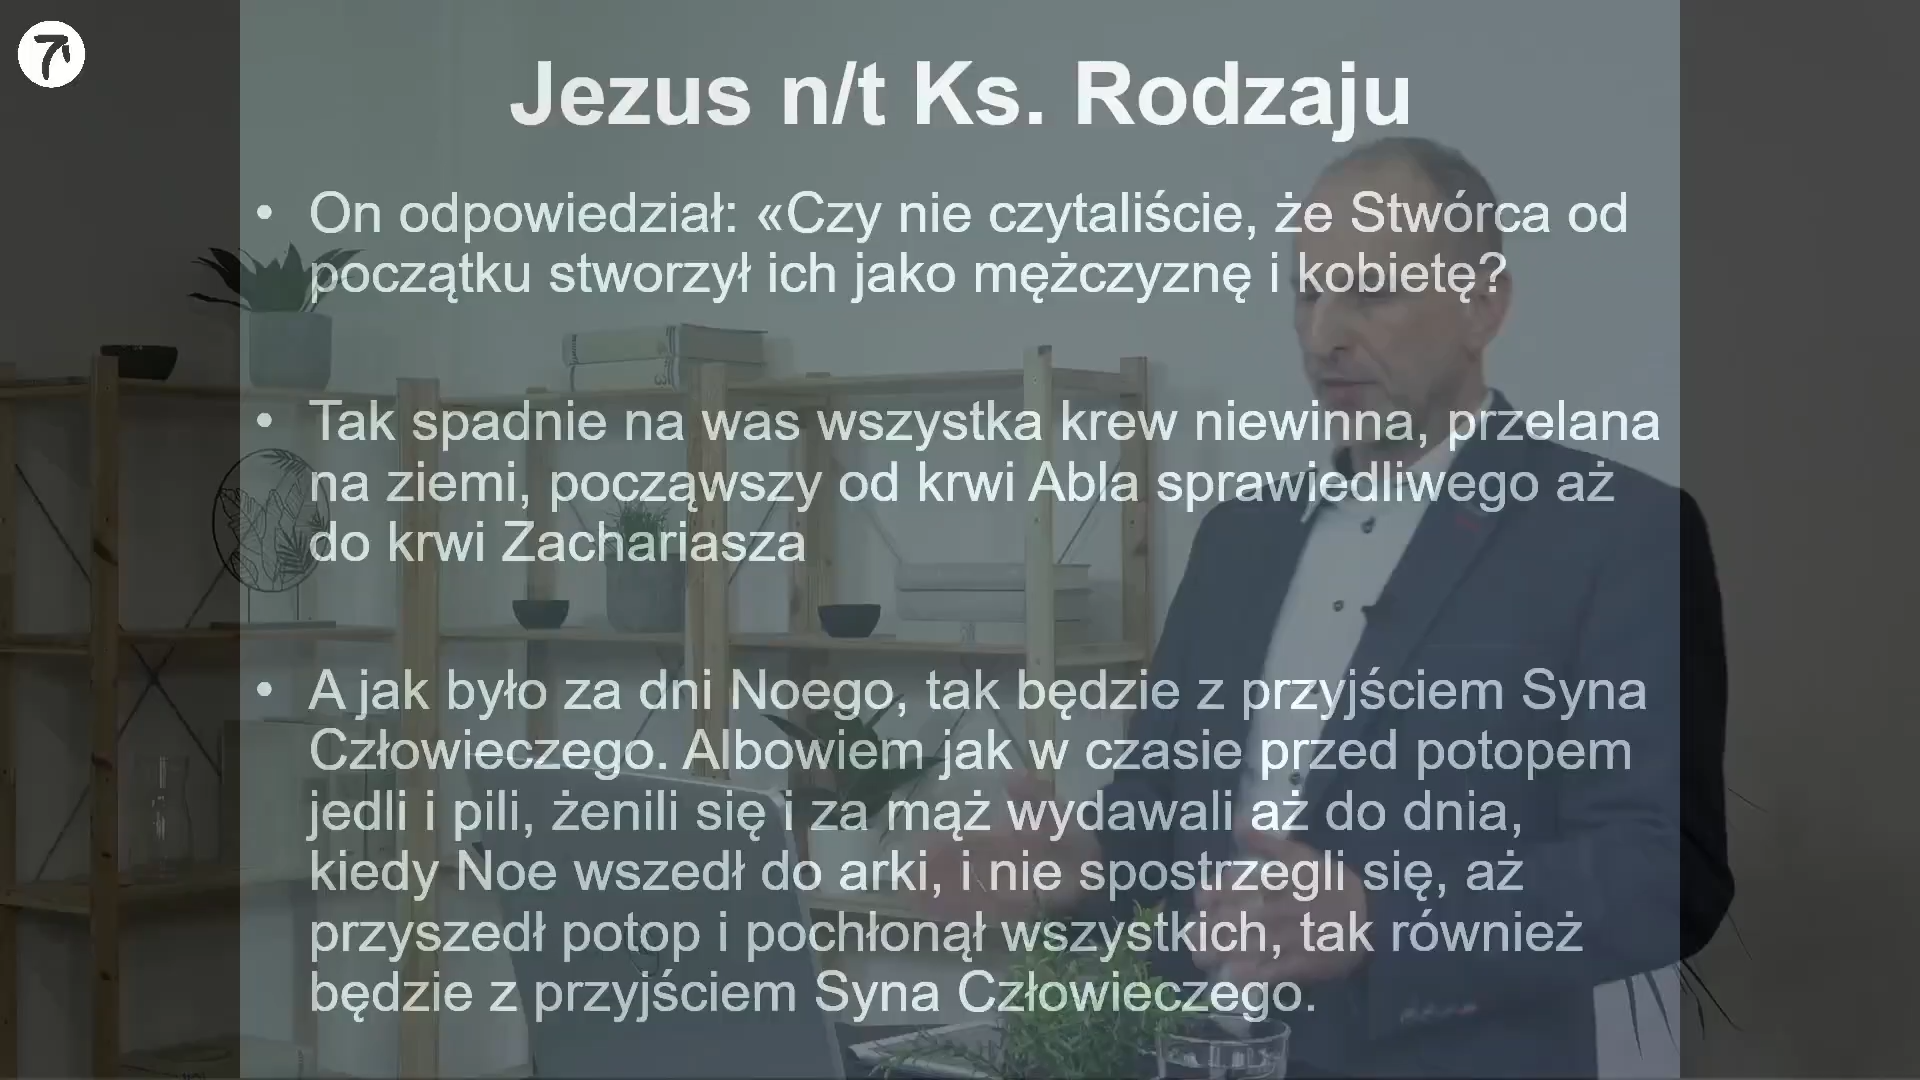 Jezus n/t Ks. Rodzaju
• On odpowiedział: «Czy nie czytaliście, że Stwórca od
początku stworzył ich jako mężczyznę i kobietę?
• Tak spadnie na was wszystka krew niewinna, przelana
na ziemi, począwszy od krwi Abla sprawiedliwego aż
do krwi Zachariasza
• A jak było za dni Noego, tak będzie z przyjściem Syna
Człowieczego. Albowiem jak w czasie przed potopem
jedli i pili, żenili się i za mąż wydawali aż do dnia,
kiedy Noe wszedł do arki, i nie spostrzegli się, aż
przyszedł potop i pochłonął wszystkich, tak również
będzie z przyjściem Syna Człowieczego.